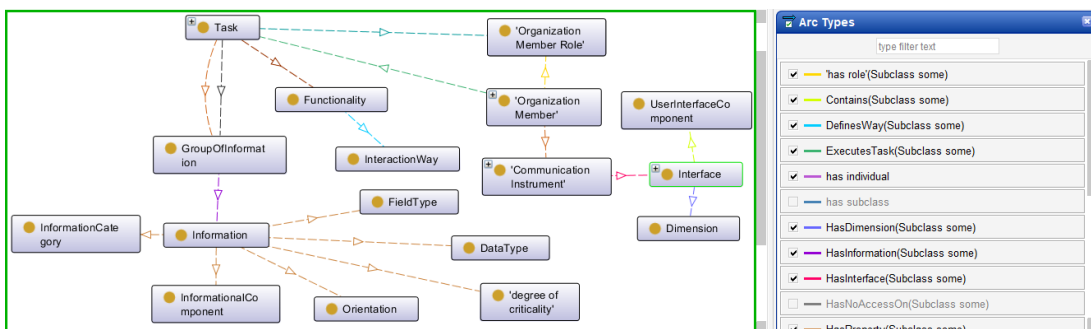 Task
'Organization
Member Role'
Functionality
'Organization
Member'
UserInterfaceCo
mponent
GroupOfInformat
ion
InteractionWay
'Communication
Instrument'
Interface
FieldType
InformationCate
gory
Information
DataType
Dimension
InformationalCo
mponent
Orientation
'degree of
criticality'
Arc Types
type filter text
'has role'(Subclass some)
Contains(Subclass some)
DefinesWay(Subclass some)
ExecutesTask(Subclass some)
has individual
has subclass
HasDimension(Subclass some)
HasInformation(Subclass some)
HasInterface(Subclass some)
HasNoAccessOn(Subclass some)
HasProperty(Subclass some)